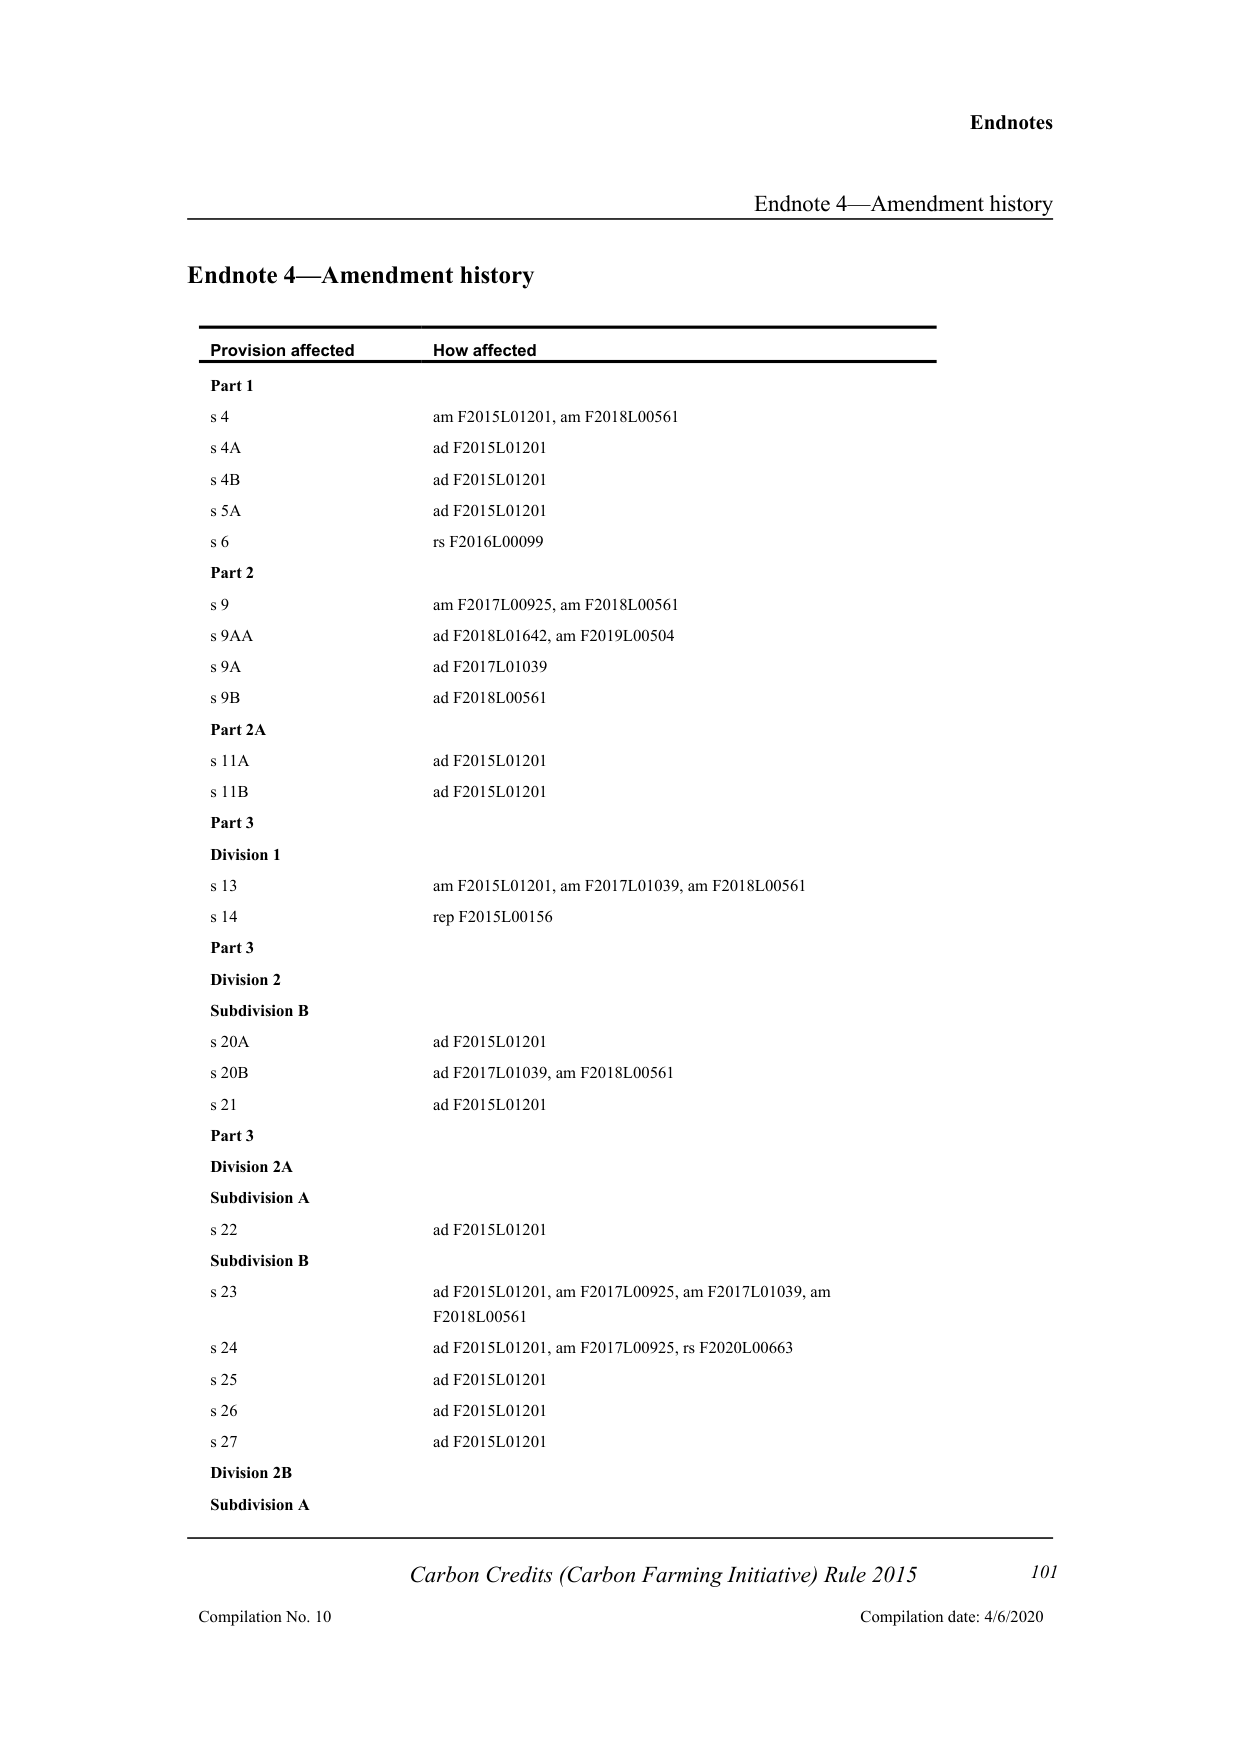 Endnotes
Endnote 4—Amendment history
Endnote 4—Amendment history
Provision affected How affected
Part 1
s 4 am F2015L01201, am F2018L00561
s 4A ad F2015L01201
s 4B ad F2015L01201
s 5A ad F2015L01201
s 6 rs F2016L00099
Part 2
s 9 am F2017L00925, am F2018L00561
s 9AA ad F2018L01642, am F2019L00504
s 9A ad F2017L01039
s 9B ad F2018L00561
Part 2A
s 11A ad F2015L01201
s 11B ad F2015L01201
Part 3
Division 1
s 13 am F2015L01201, am F2017L01039, am F2018L00561
s 14 rep F2015L00156
Part 3
Division 2
Subdivision B
s 20A ad F2015L01201
s 20B ad F2017L01039, am F2018L00561
s 21 ad F2015L01201
Part 3
Division 2A
Subdivision A
s 22 ad F2015L01201
Subdivision B
s 23 ad F2015L01201, am F2017L00925, am F2017L01039, am
F2018L00561
s 24 ad F2015L01201, am F2017L00925, rs F2020L00663
s 25 ad F2015L01201
s 26 ad F2015L01201
s 27 ad F2015L01201
Division 2B
Subdivision A
Carbon Credits (Carbon Farming Initiative) Rule 2015 101
Compilation No. 10 Compilation date: 4/6/2020